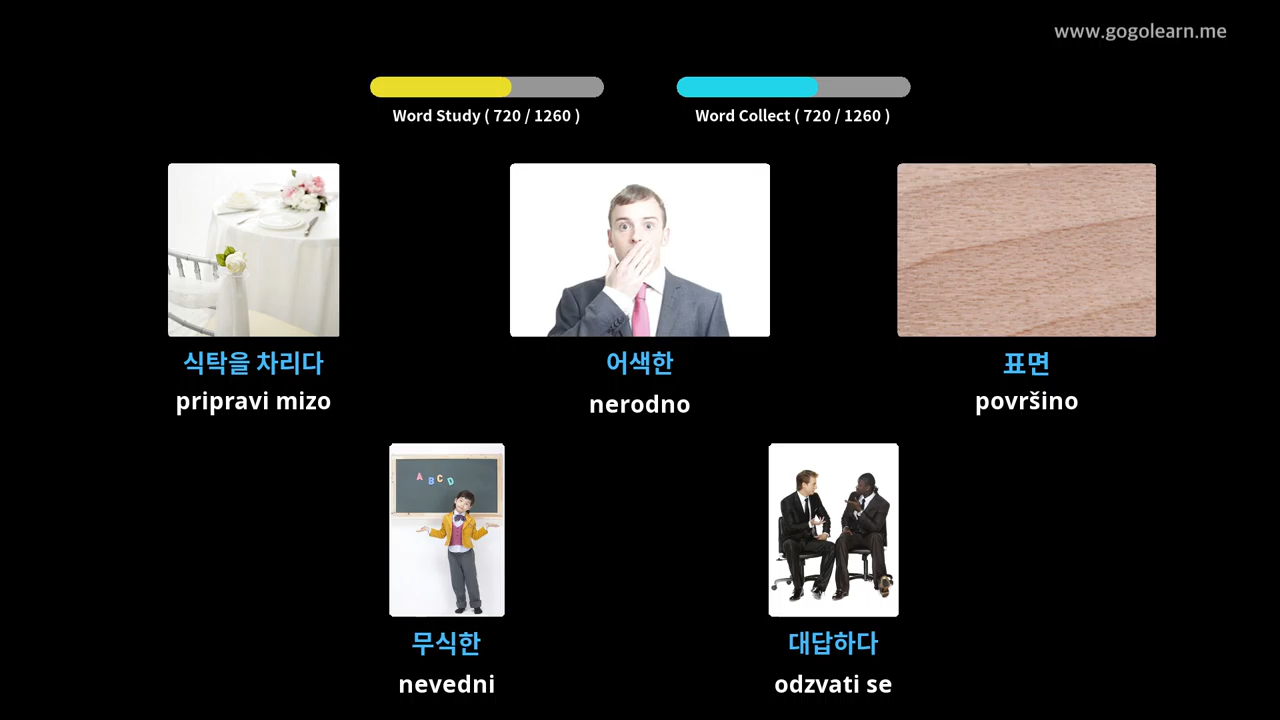 www.gogolearn.me
Word Study ( 720 / 1260 )
Word Collect ( 720 / 1260 )
식탁을 차리다
pripravi mizo
어색한
nerodno
표면
površino
A B C D
무식한
nevedni
대답하다
odzvati se